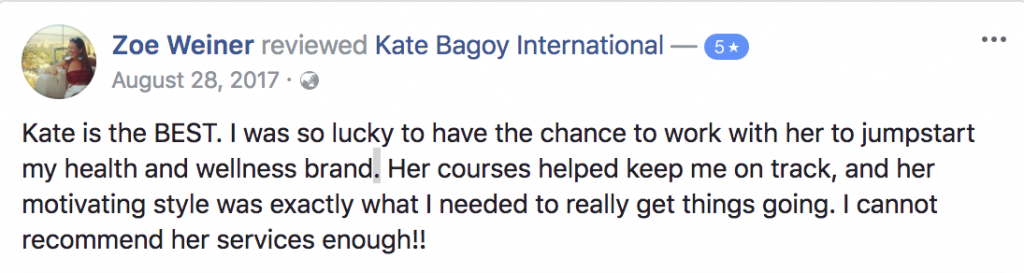 Zoe Weiner reviewed Kate Bagoy International — 5★
August 28, 2017 ·
Kate is the BEST. I was so lucky to have the chance to work with her to jumpstart
my health and wellness brand. Her courses helped keep me on track, and her
motivating style was exactly what I needed to really get things going. I cannot
recommend her services enough!!